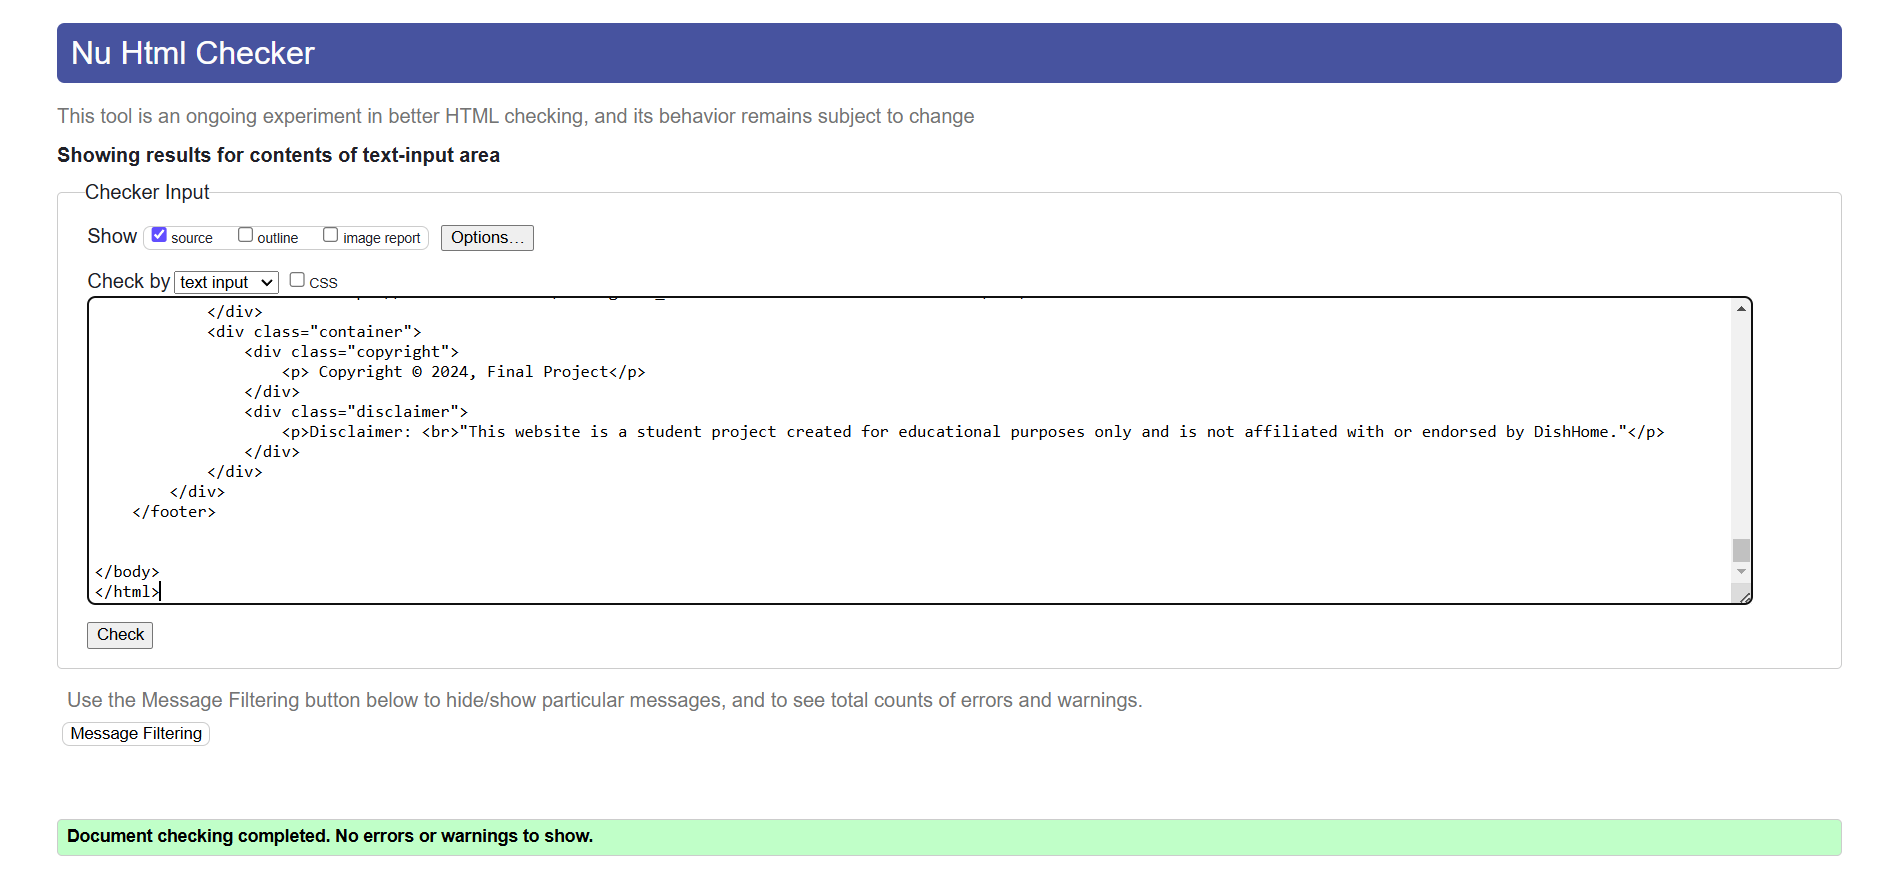 Nu Html Checker
This tool is an ongoing experiment in better HTML checking, and its behavior remains subject to change
Showing results for contents of text-input area
Checker Input
Show source outline image report Options...
Check by text input CSS
</div>
<div class="container">
<div class="copyright">
<p> Copyright © 2024, Final Project</p>
</div>
<div class="disclaimer">
<p>Disclaimer: <br>"This website is a student project created for educational purposes only and is not affiliated with or endorsed by DishHome."</p>
</div>
</div>
</div>
</footer>
</body>
</html>
Check
Use the Message Filtering button below to hide/show particular messages, and to see total counts of errors and warnings.
Message Filtering
Document checking completed. No errors or warnings to show.